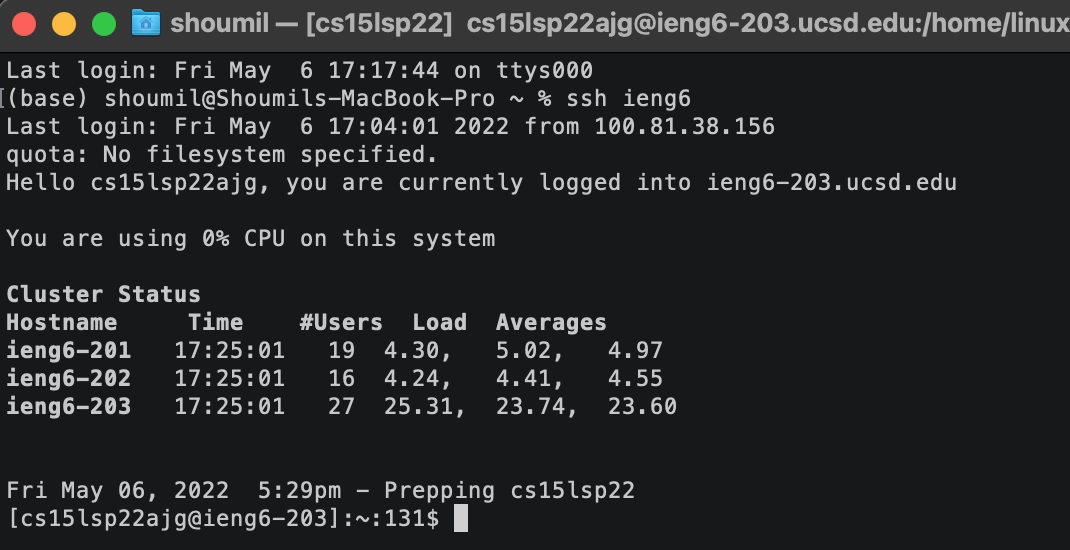 shoumil — [cs15lsp22] cs15lsp22ajg@ieng6-203.ucsd.edu:/home/linux
Last login: Fri May  6 17:17:44 on ttys000
(base) shoumil@Shoumils-MacBook-Pro ~ % ssh ieng6
Last login: Fri May  6 17:04:01 2022 from 100.81.38.156
quota: No filesystem specified.
Hello cs15lsp22ajg, you are currently logged into ieng6-203.ucsd.edu
You are using 0% CPU on this system
Cluster Status
Hostname     Time    #Users  Load  Averages
ieng6-201   17:25:01   19  4.30,   5.02,   4.97
ieng6-202   17:25:01   16  4.24,   4.41,   4.55
ieng6-203   17:25:01   27  25.31,  23.74,  23.60
Fri May 06, 2022  5:29pm - Prepping cs15lsp22
[cs15lsp22ajg@ieng6-203]:~:131$